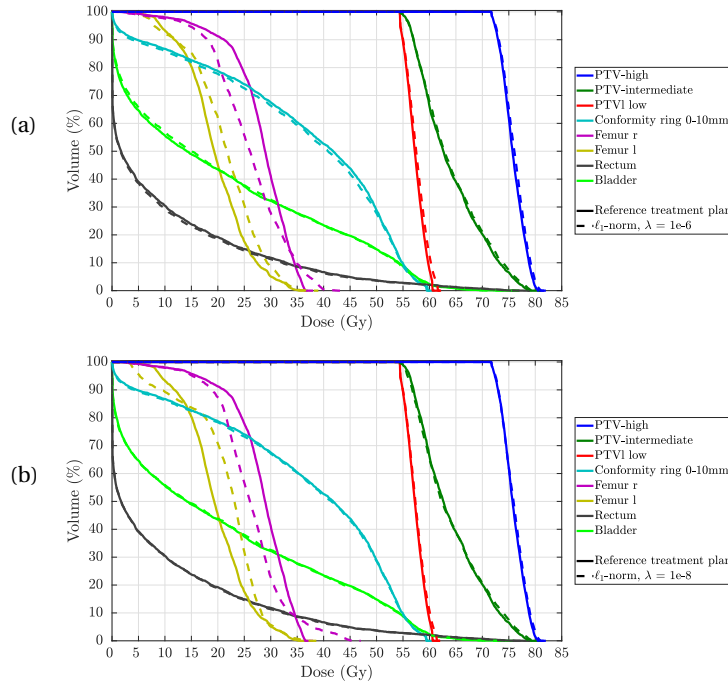 (a)
Volume (%)
100
90
80
70
60
50
40
30
20
10
0
0 5 10 15 20 25 30 35 40 45 50 55 60 65 70 75 80 85
Dose (Gy)
PTV-high
PTV-intermediate
PTVl low
Conformity ring 0-10mm
Femur r
Femur l
Rectum
Bladder
Reference treatment plan
·ℓ₁-norm, λ = 1e-6
(b)
Volume (%)
100
90
80
70
60
50
40
30
20
10
0
0 5 10 15 20 25 30 35 40 45 50 55 60 65 70 75 80 85
Dose (Gy)
PTV-high
PTV-intermediate
PTVl low
Conformity ring 0-10mm
Femur r
Femur l
Rectum
Bladder
Reference treatment plan
·ℓ₁-norm, λ = 1e-8